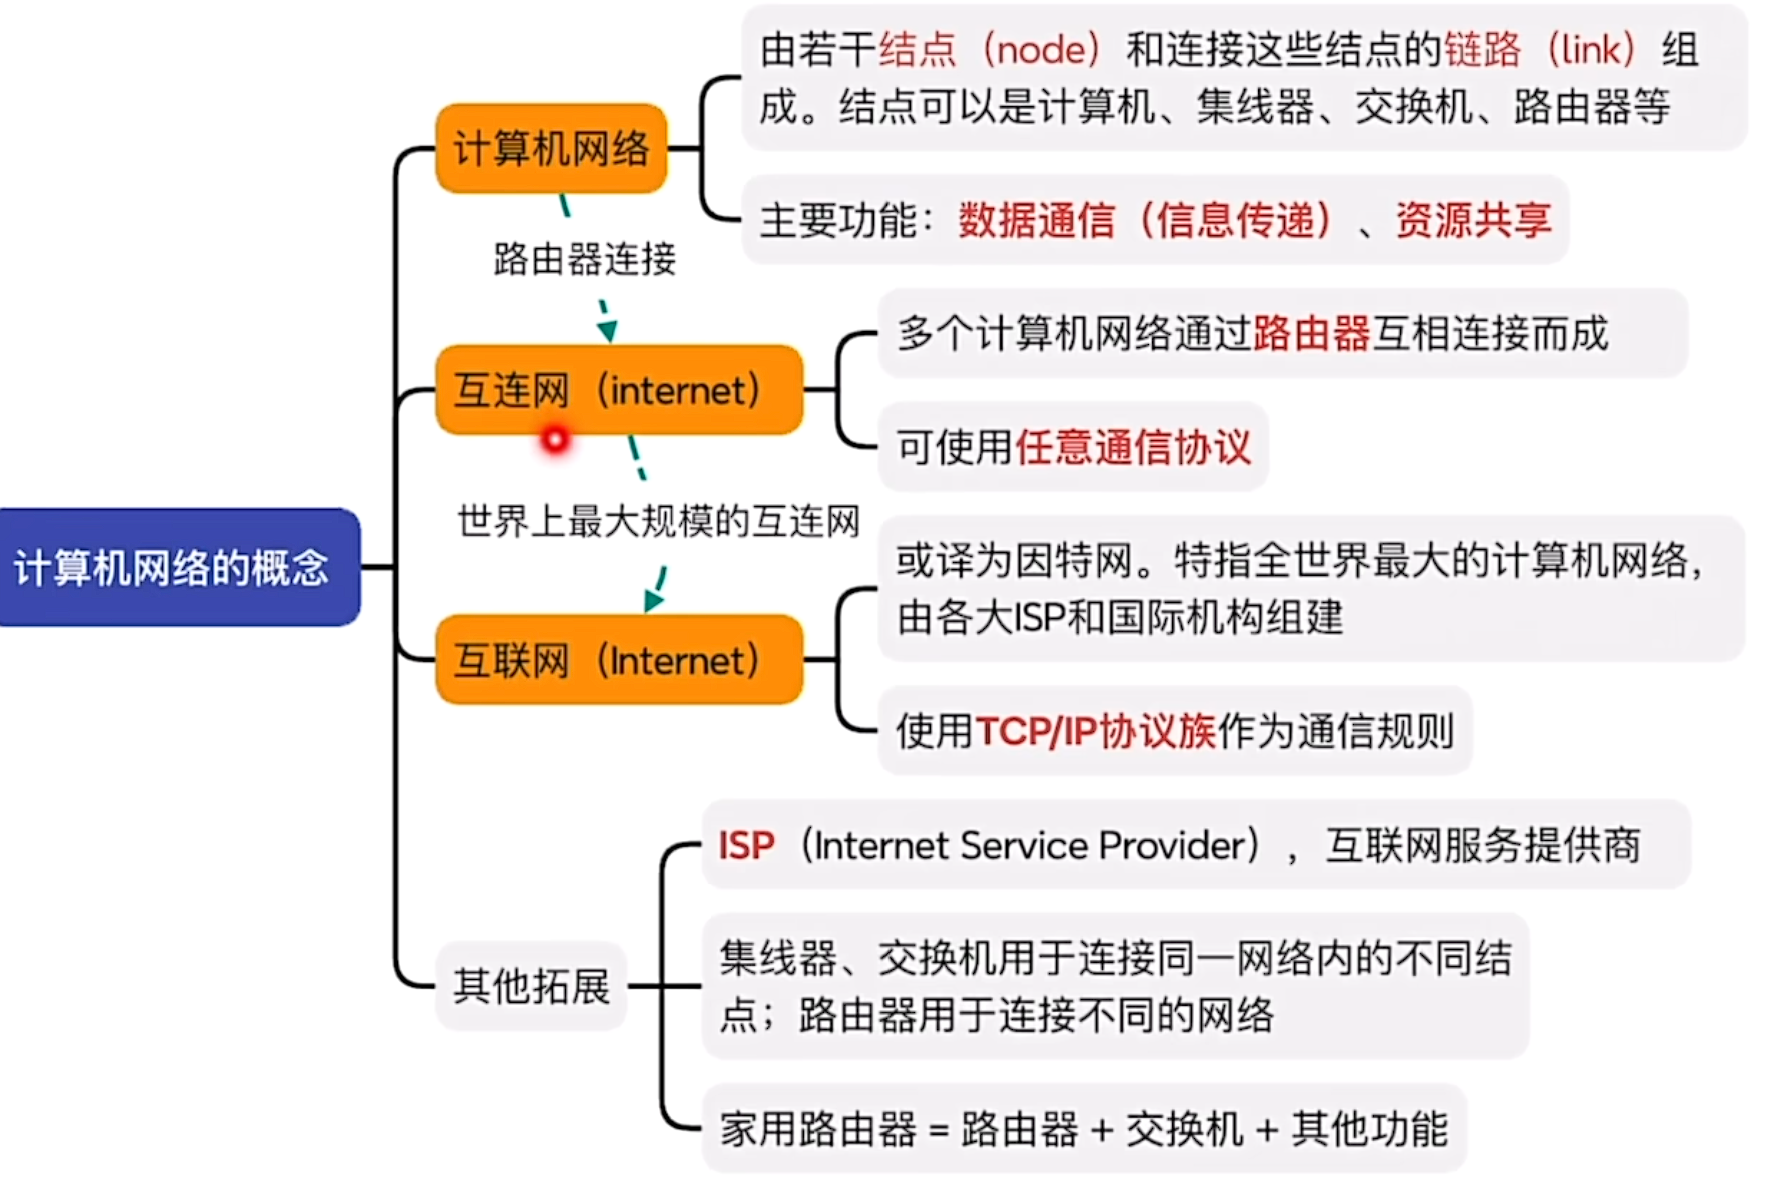 计算机网络的概念
计算机网络
由若干结点（node）和连接这些结点的链路（link）组
成。结点可以是计算机、集线器、交换机、路由器等
主要功能：数据通信（信息传递）、资源共享
路由器连接
互连网（internet）
多个计算机网络通过路由器互相连接而成
可使用任意通信协议
世界上最大规模的互连网
互联网（Internet）
或译为因特网。特指全世界最大的计算机网络，
由各大ISP和国际机构组建
使用TCP/IP协议族作为通信规则
其他拓展
ISP（Internet Service Provider），互联网服务提供商
集线器、交换机用于连接同一网络内的不同结
点；路由器用于连接不同的网络
家用路由器 = 路由器 + 交换机 + 其他功能